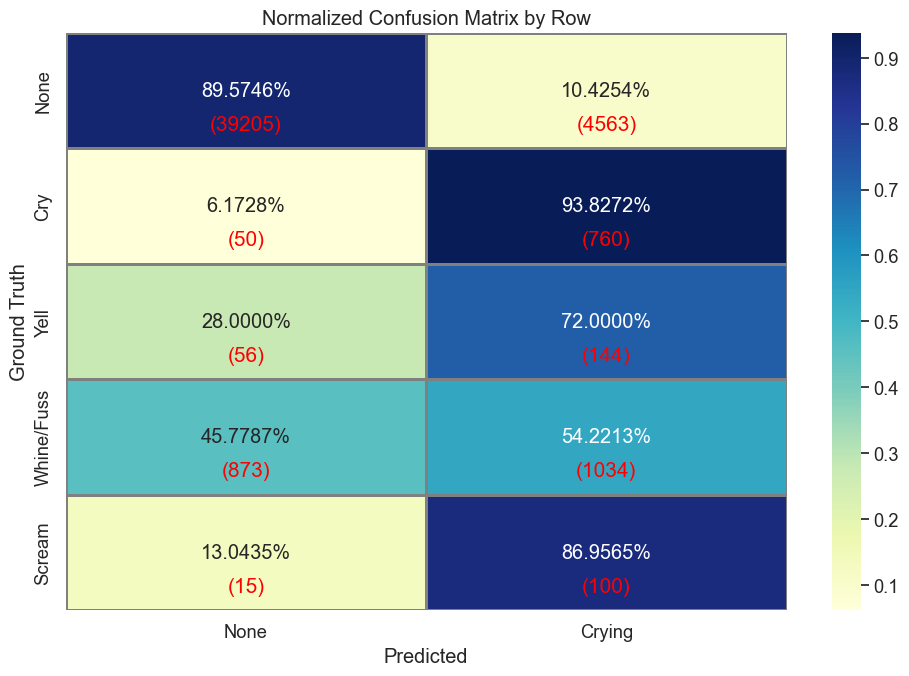 Normalized Confusion Matrix by Row
Ground Truth
None
89.5746%
10.4254%
(39205)
(4563)
Cry
6.1728%
93.8272%
(50)
(760)
Yell
28.0000%
72.0000%
(56)
(144)
Whine/Fuss
45.7787%
54.2213%
(873)
(1034)
Scream
13.0435%
86.9565%
(15)
(100)
None
Crying
Predicted
0.9
0.8
0.7
0.6
0.5
0.4
0.3
0.2
0.1